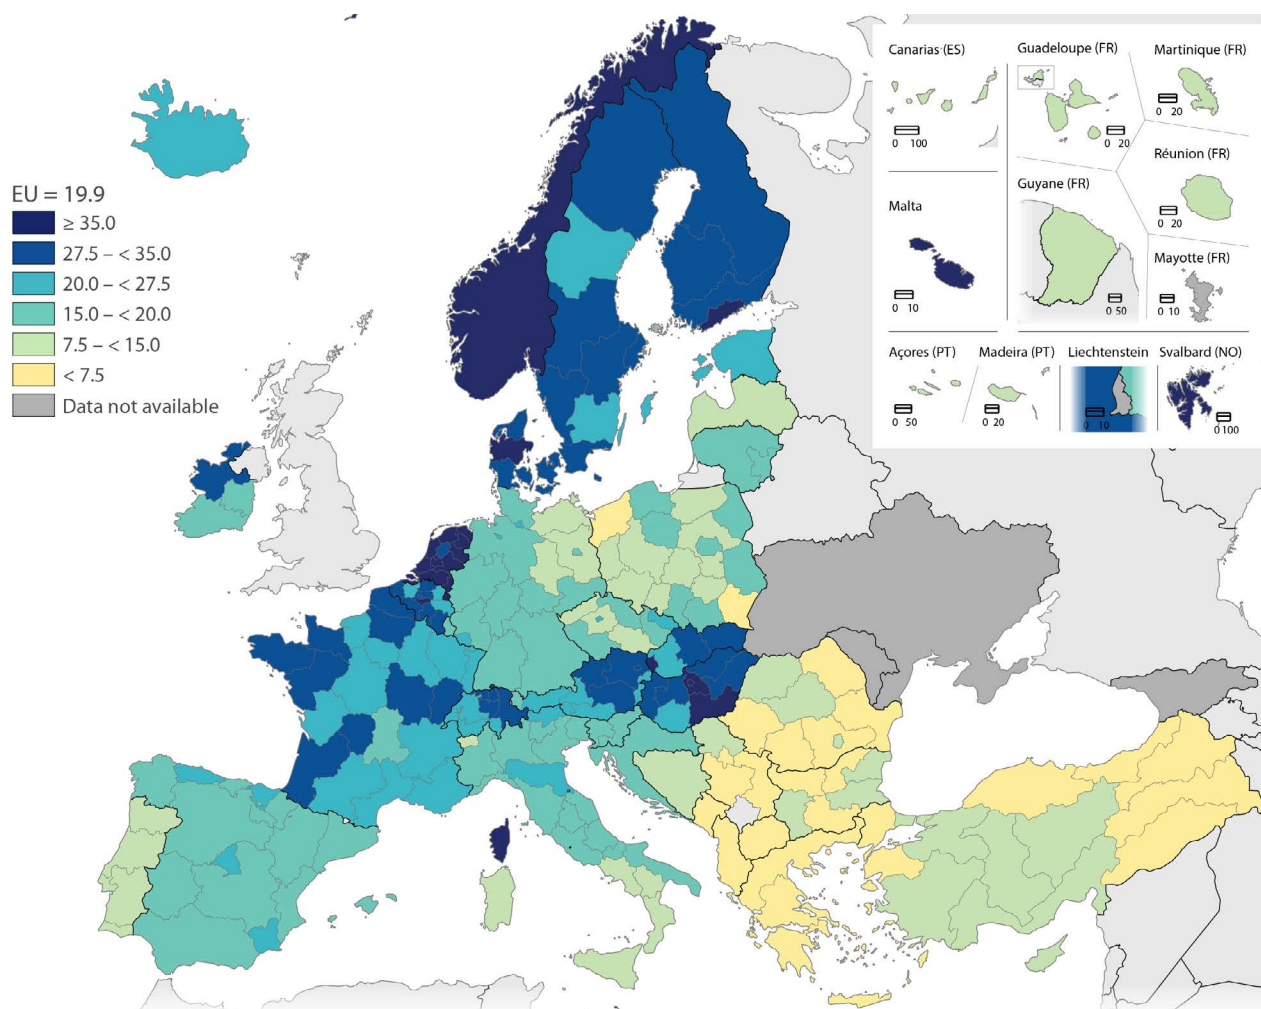 EU = 19.9
≥ 35.0
27.5 – < 35.0
20.0 – < 27.5
15.0 – < 20.0
7.5 – < 15.0
< 7.5
Data not available
Canarias (ES)
0 100
Guadeloupe (FR)
0 20
Martinique (FR)
0 20
Malta
0 10
Guyane (FR)
0 50
Réunion (FR)
0 20
Mayotte (FR)
0 10
Açores (PT)
0 50
Madeira (PT)
0 20
Liechtenstein
0 10
Svalbard (NO)
0 100